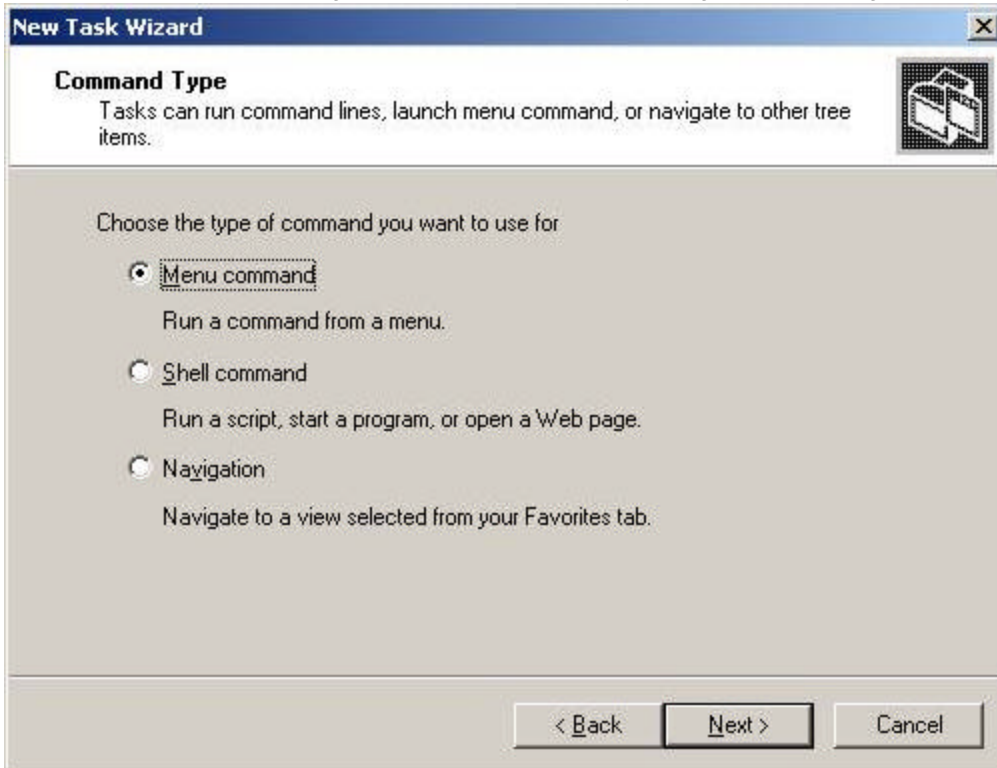 New Task Wizard
Command Type
Tasks can run command lines, launch menu command, or navigate to other tree
items.
Choose the type of command you want to use for
Menu command
Run a command from a menu.
Shell command
Run a script, start a program, or open a Web page.
Navigation
Navigate to a view selected from your Favorites tab.
< Back
Next >
Cancel